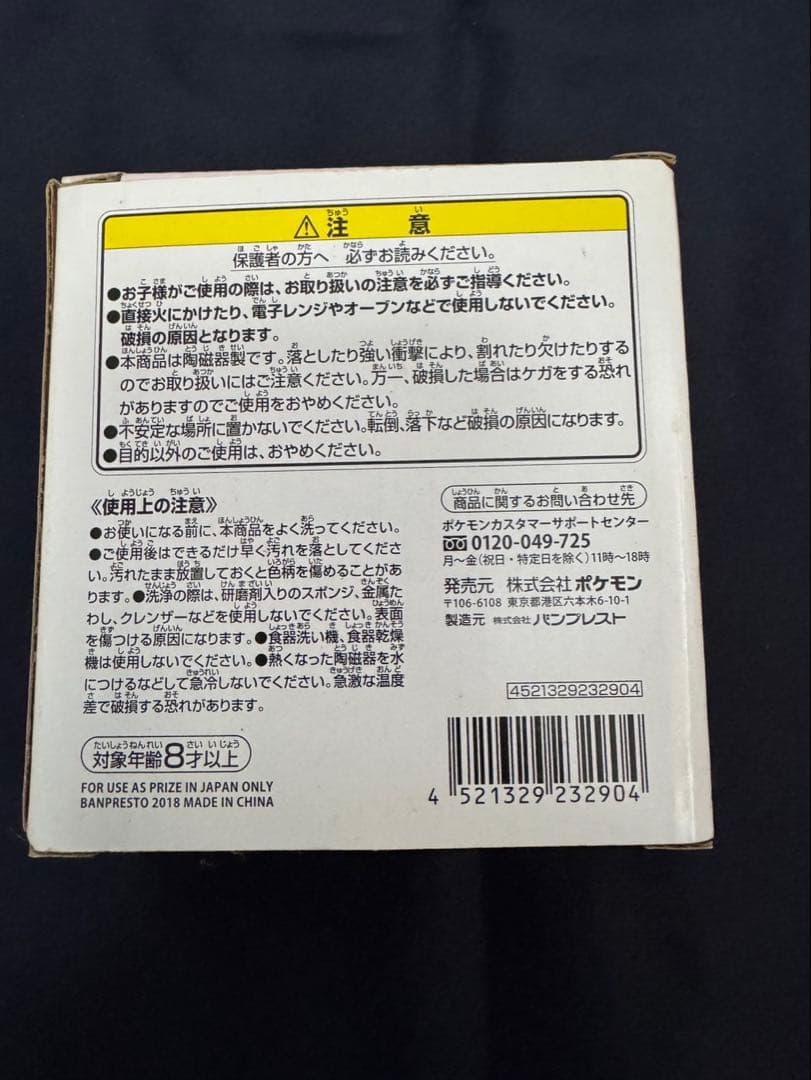 ⚠注意
保護者の方へ 必ずお読みください。
●お子様がご使用の際は、お取り扱いの注意を必ずご指導ください。
●直接火にかけたり、電子レンジやオーブンなどで使用しないでください。
破損の原因となります。
●本商品は陶磁器製です。落としたり強い衝撃により、割れたり欠けたりする
のでお取り扱いにはご注意ください。万一、破損した場合はケガをする恐れ
がありますのでご使用をおやめください。
●不安定な場所に置かないでください。転倒、落下など破損の原因になります。
●目的以外のご使用は、おやめください。
《使用上の注意》
●お使いになる前に、本商品をよく洗ってください。
●ご使用後はできるだけ早く汚れを落としてくださ
い。汚れたまま放置しておくと色柄を傷めることがあ
ります。●洗浄の際は、研磨剤入りのスポンジ、金属た
わし、クレンザーなどを使用しないでください。表面
を傷つける原因になります。●食器洗い機、食器乾燥
機は使用しないでください。●熱くなった陶磁器を水
につけるなどして急冷しないでください。急激な温度
差で破損する恐れがあります。
対象年齢8才以上
FOR USE AS PRIZE IN JAPAN ONLY
BANPRESTO 2018 MADE IN CHINA
商品に関するお問い合わせ先
ポケモンカスタマーサポートセンター
0120-049-725
月〜金(祝日・特定日を除く)11時〜18時
発売元 株式会社ポケモン
〒106-6108 東京都港区六本木6-10-1
製造元 株式会社バンプレスト
4521329232904
4 521329 232904